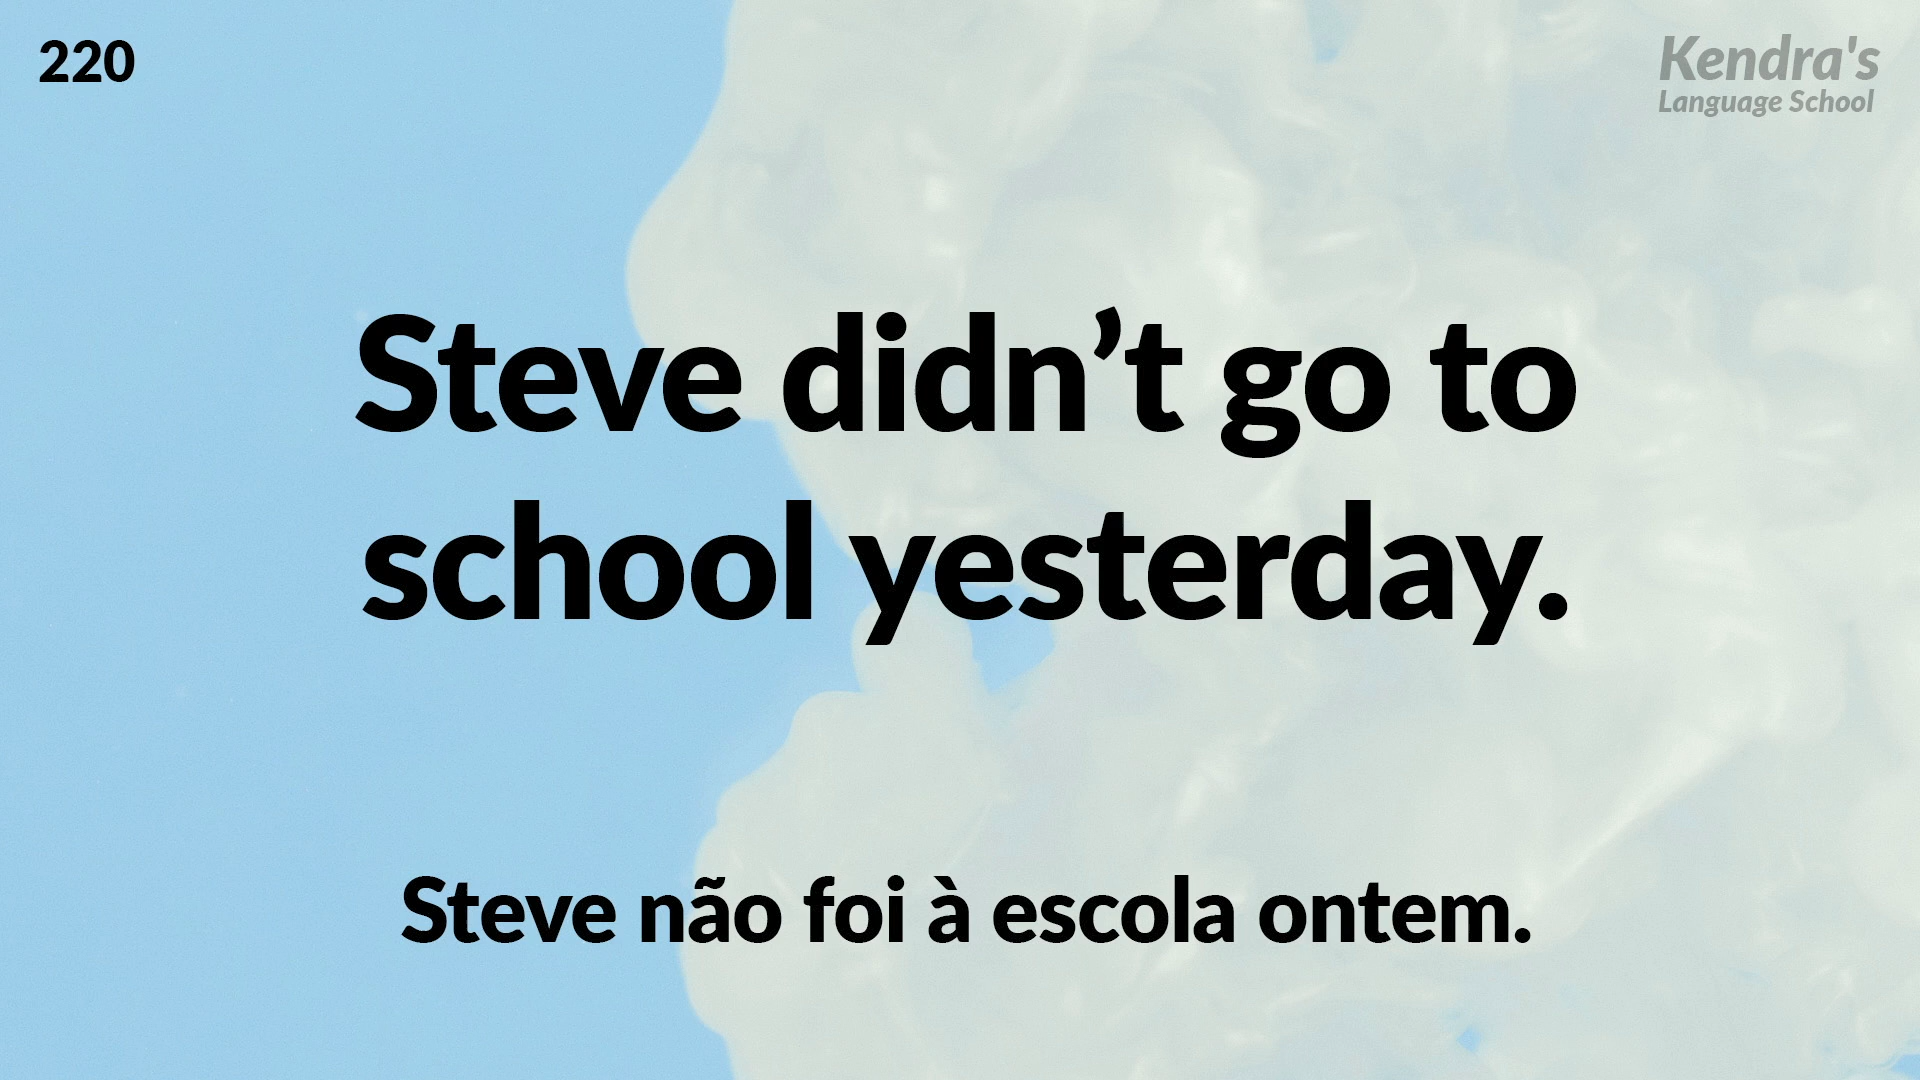 220
Kendra's
Language School
Steve didn’t go to
school yesterday.
Steve não foi à escola ontem.